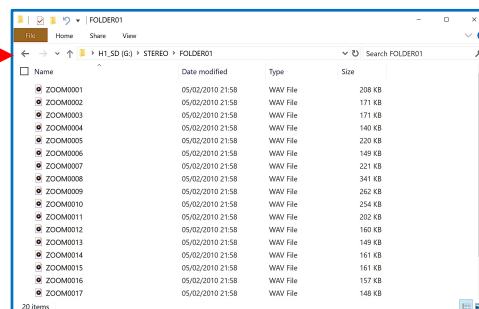 FOLDER01
File Home Share View
H1_SD (G:) STEREO FOLDER01 Search FOLDER01
Name Date modified Type Size
ZOOM0001 05/02/2010 21:58 WAV File 208 KB
ZOOM0002 05/02/2010 21:58 WAV File 171 KB
ZOOM0003 05/02/2010 21:58 WAV File 171 KB
ZOOM0004 05/02/2010 21:58 WAV File 140 KB
ZOOM0005 05/02/2010 21:58 WAV File 220 KB
ZOOM0006 05/02/2010 21:58 WAV File 149 KB
ZOOM0007 05/02/2010 21:58 WAV File 221 KB
ZOOM0008 05/02/2010 21:58 WAV File 341 KB
ZOOM0009 05/02/2010 21:58 WAV File 262 KB
ZOOM0010 05/02/2010 21:58 WAV File 254 KB
ZOOM0011 05/02/2010 21:58 WAV File 202 KB
ZOOM0012 05/02/2010 21:58 WAV File 160 KB
ZOOM0013 05/02/2010 21:58 WAV File 149 KB
ZOOM0014 05/02/2010 21:58 WAV File 161 KB
ZOOM0015 05/02/2010 21:58 WAV File 161 KB
ZOOM0016 05/02/2010 21:58 WAV File 157 KB
ZOOM0017 05/02/2010 21:58 WAV File 148 KB
20 items